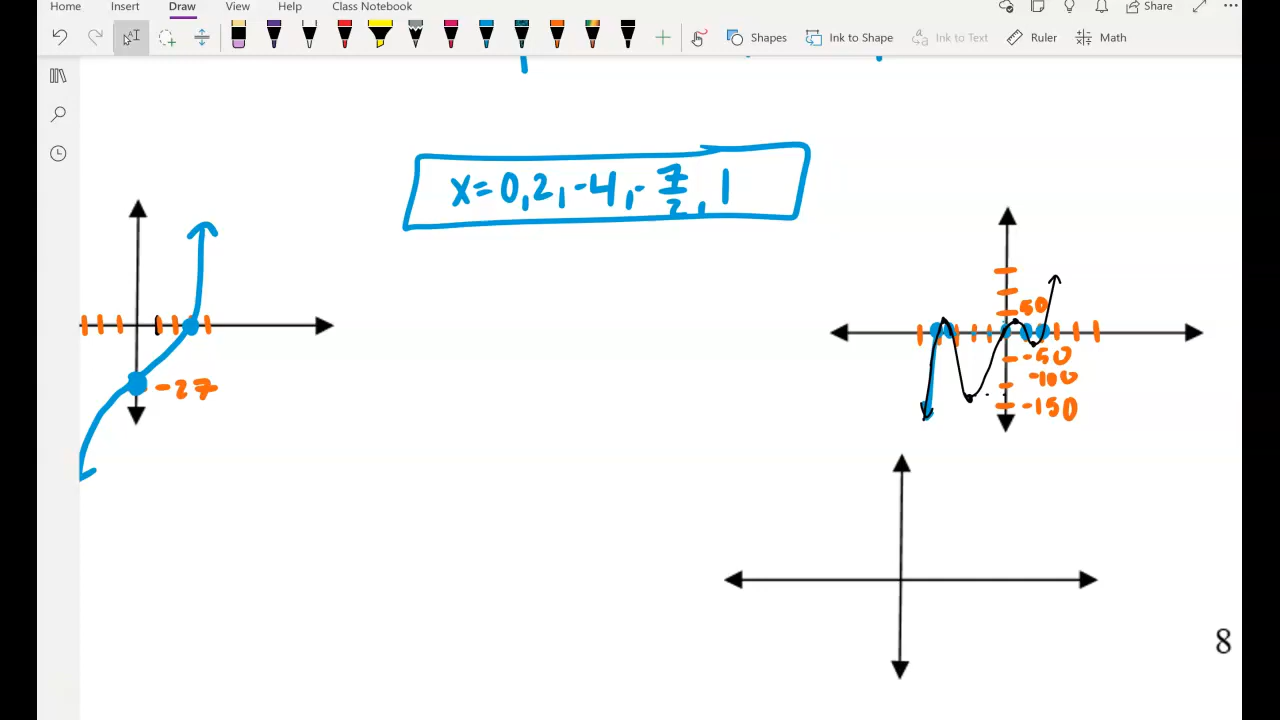 Home Insert Draw View Help Class Notebook Share
Shapes Ink to Shape Ink to Text Ruler Math
x = 0, 2, -4, -7/2, 1
50
-50
-100
-150
-27
8